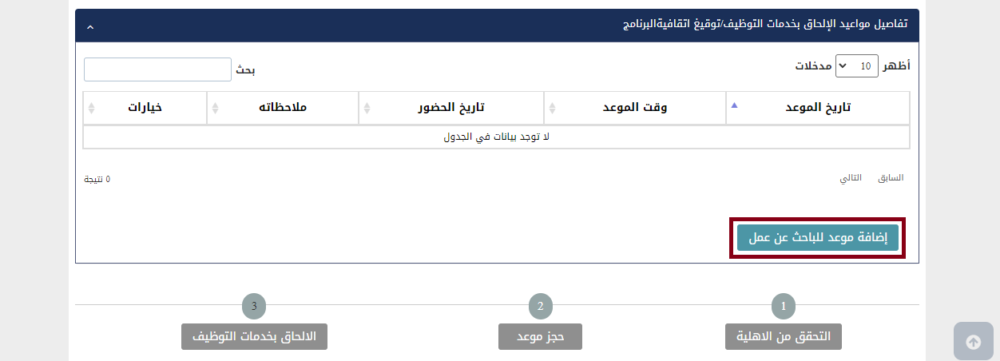 تفاصيل مواعيد الإلحاق بخدمات التوظيف/توقيغ اتفاقيةالبرنامج
أظهر 10 مدخلات
بحث
تاريخ الموعد وقت الموعد تاريخ الحضور ملاحظاته خيارات
لا توجد بيانات في الجدول
السابق التالي
0 نتيجة
إضافة موعد للباحث عن عمل
1 2 3
التحقق من الاهلية حجز موعد الالحاق بخدمات التوظيف